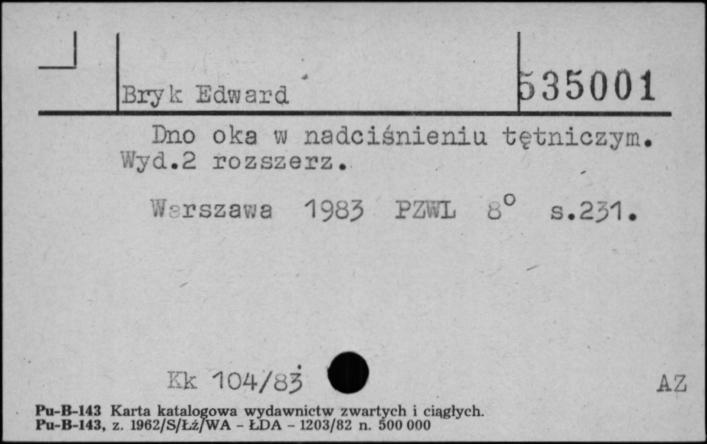 Bryk Edward 535001
Dno oka w nadciśnieniu tętniczym.
Wyd.2 rozszerz.
Warszawa 1983 PZWL 8° s.231.
Kk 104/83 AZ
Pu-B-143 Karta katalogowa wydawnictw zwartych i ciągłych.
Pu-B-143, z. 1962/S/Łź/WA - ŁDA - 1203/82 n. 500 000